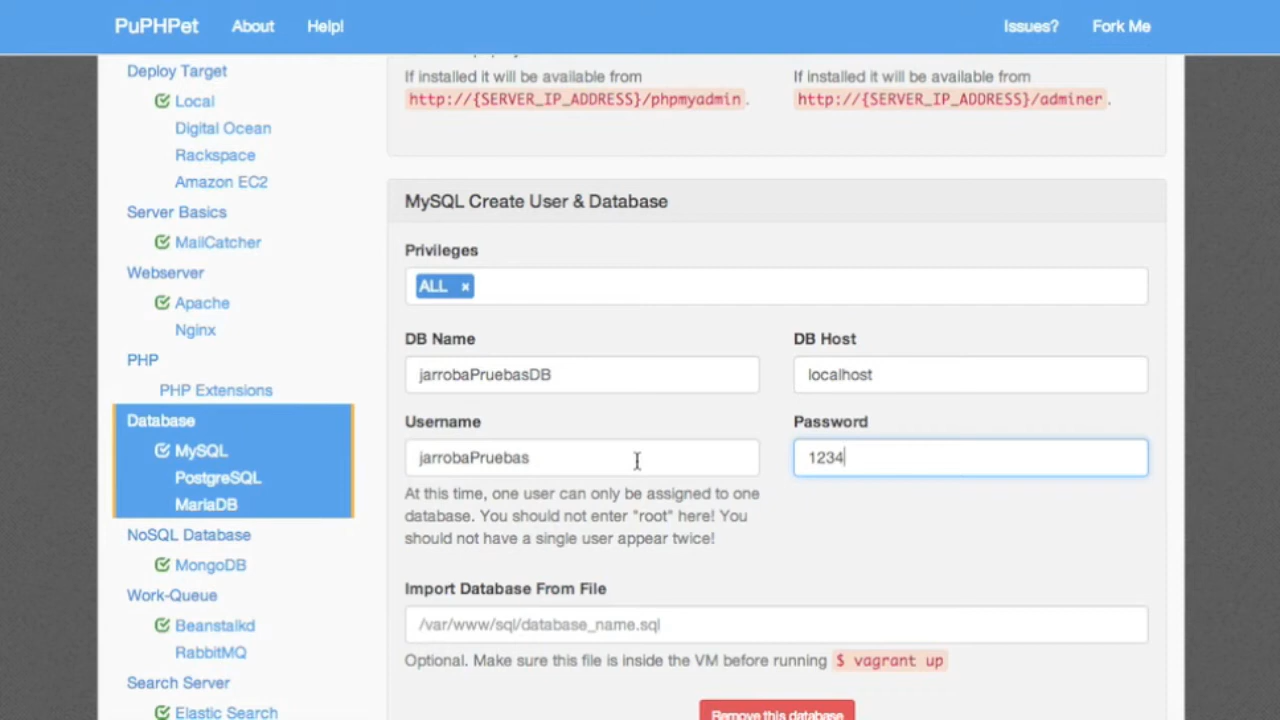 PuPHPet About Help! Issues? Fork Me
Deploy Target
Local
Digital Ocean
Rackspace
Amazon EC2
Server Basics
MailCatcher
Webserver
Apache
Nginx
PHP
PHP Extensions
Database
MySQL
PostgreSQL
MariaDB
NoSQL Database
MongoDB
Work-Queue
Beanstalkd
RabbitMQ
Search Server
Elastic Search
If installed it will be available from
http://{SERVER_IP_ADDRESS}/phpmyadmin.
If installed it will be available from
http://{SERVER_IP_ADDRESS}/adminer.
MySQL Create User & Database
Privileges
ALL ×
DB Name
jarrobaPruebasDB
DB Host
localhost
Username
jarrobaPruebas
At this time, one user can only be assigned to one
database. You should not enter "root" here! You
should not have a single user appear twice!
Password
1234
Import Database From File
/var/www/sql/database_name.sql
Optional. Make sure this file is inside the VM before running $ vagrant up
Remove this database